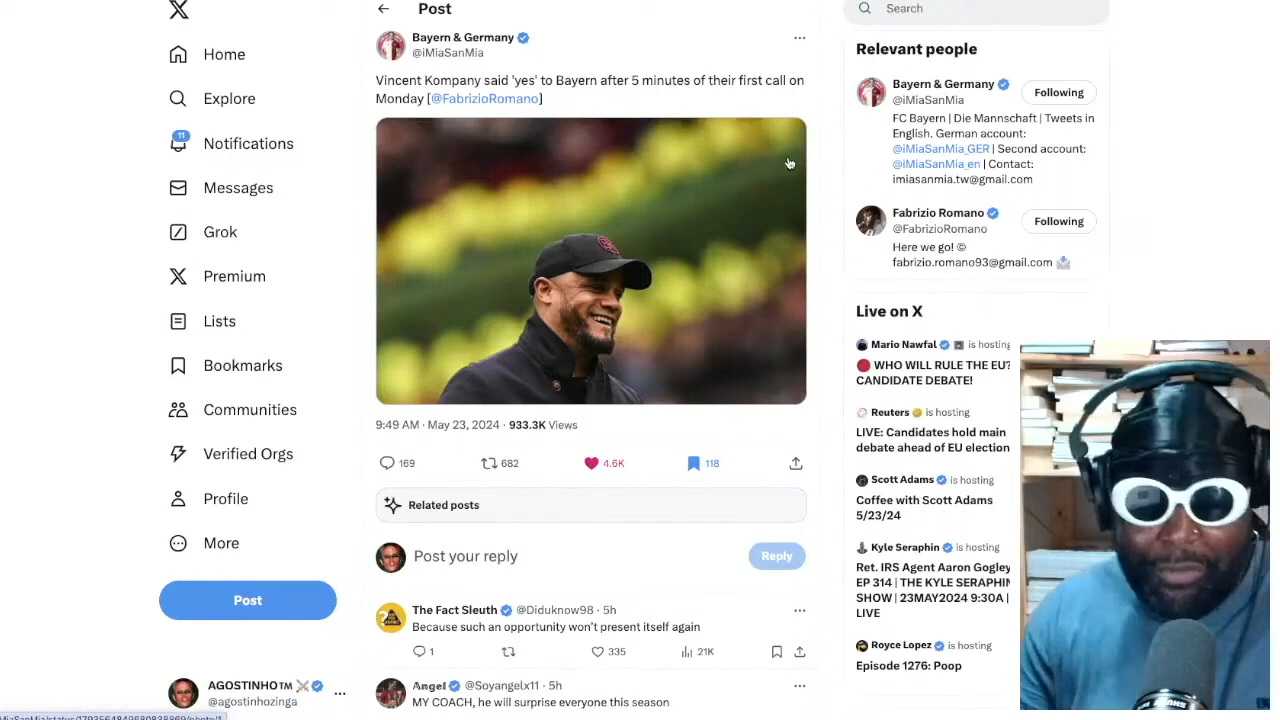 Home
Explore
11
Notifications
Messages
Grok
Premium
Lists
Bookmarks
Communities
Verified Orgs
Profile
More
Post
AGOSTINHO™
@agostinhozinga
Post
Bayern & Germany
@iMiaSanMia
Vincent Kompany said 'yes' to Bayern after 5 minutes of their first call on
Monday [@FabrizioRomano]
9:49 AM · May 23, 2024 · 933.3K Views
169
682
4.6K
118
Related posts
Post your reply
Reply
The Fact Sleuth @Diduknow98 · 5h
Because such an opportunity won't present itself again
1
335
21K
Angel @Soyangelx11 · 5h
MY COACH, he will surprise everyone this season
Search
Relevant people
Bayern & Germany
@iMiaSanMia
Following
FC Bayern | Die Mannschaft | Tweets in
English. German account:
@iMiaSanMia_GER | Second account:
@iMiaSanMia_en | Contact:
imiasanmia.tw@gmail.com
Fabrizio Romano
@FabrizioRomano
Following
Here we go! ©
fabrizio.romano93@gmail.com
Live on X
Mario Nawfal is hosting
WHO WILL RULE THE EU?
CANDIDATE DEBATE!
Reuters is hosting
LIVE: Candidates hold main
debate ahead of EU election
Scott Adams is hosting
Coffee with Scott Adams
5/23/24
Kyle Seraphin is hosting
Ret. IRS Agent Aaron Gogley
EP 314 | THE KYLE SERAPHIN
SHOW | 23MAY2024 9:30A |
LIVE
Royce Lopez is hosting
Episode 1276: Poop